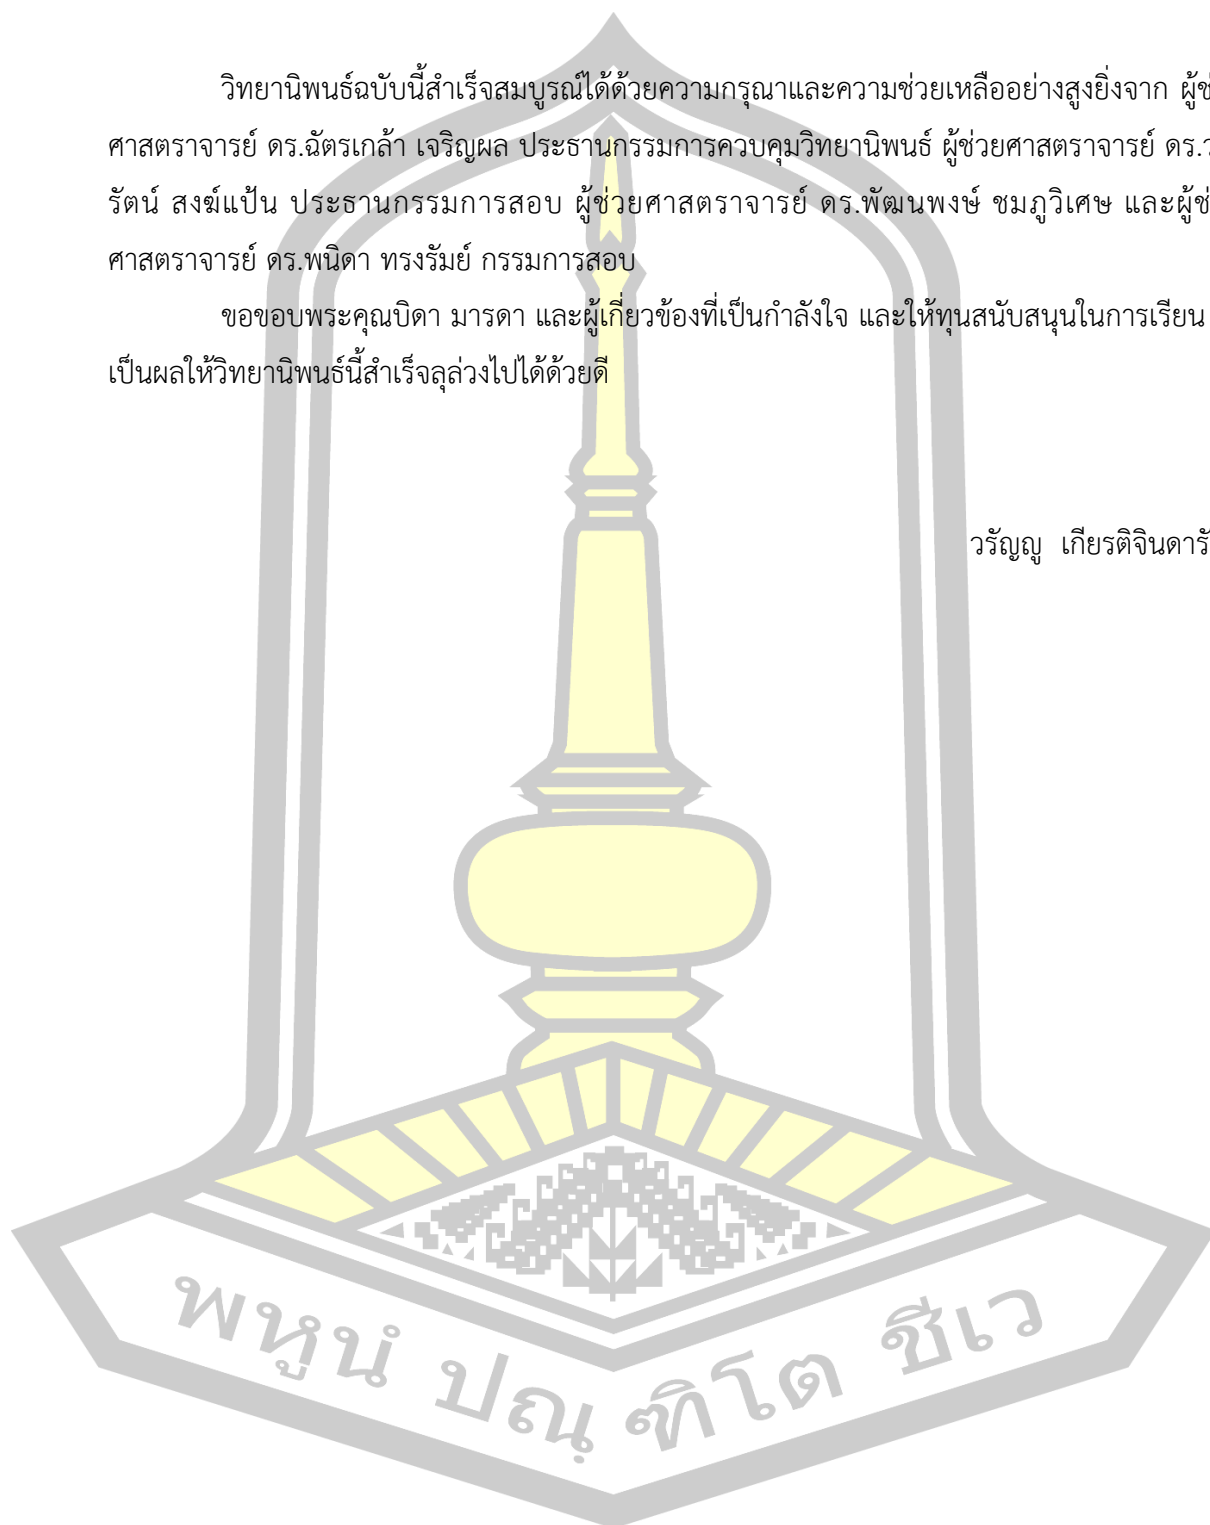 วิทยานิพนธ์ฉบับนี้สำเร็จสมบูรณ์ได้ด้วยความกรุณาและความช่วยเหลืออย่างสูงยิ่งจาก ผู้ช่
ศาสตราจารย์ ดร.ฉัตรเกล้า เจริญผล ประธานกรรมการควบคุมวิทยานิพนธ์ ผู้ช่วยศาสตราจารย์ ดร.ว
รัตน์ สงฆ์แป้น ประธานกรรมการสอบ ผู้ช่วยศาสตราจารย์ ดร.พัฒนพงษ์ ชมภูวิเศษ และผู้ช่
ศาสตราจารย์ ดร.พนิดา ทรงรัมย์ กรรมการสอบ
ขอขอบพระคุณบิดา มารดา และผู้เกี่ยวข้องที่เป็นกำลังใจ และให้ทุนสนับสนุนในการเรียน
เป็นผลให้วิทยานิพนธ์นี้สำเร็จลุล่วงไปได้ด้วยดี
วรัญญู เกียรติจินดารั
พหูนํ ปณฺฑิโต ชีเว